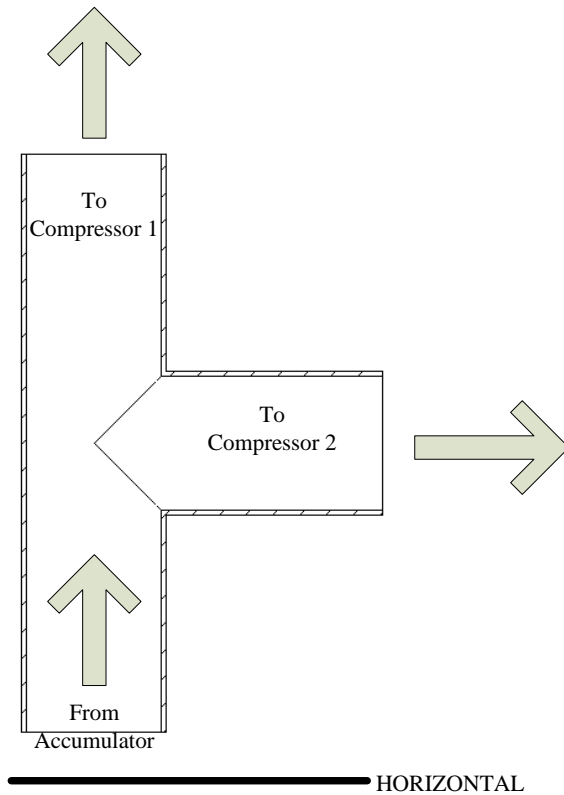 To
Compressor 1
To
Compressor 2
From
Accumulator
HORIZONTAL